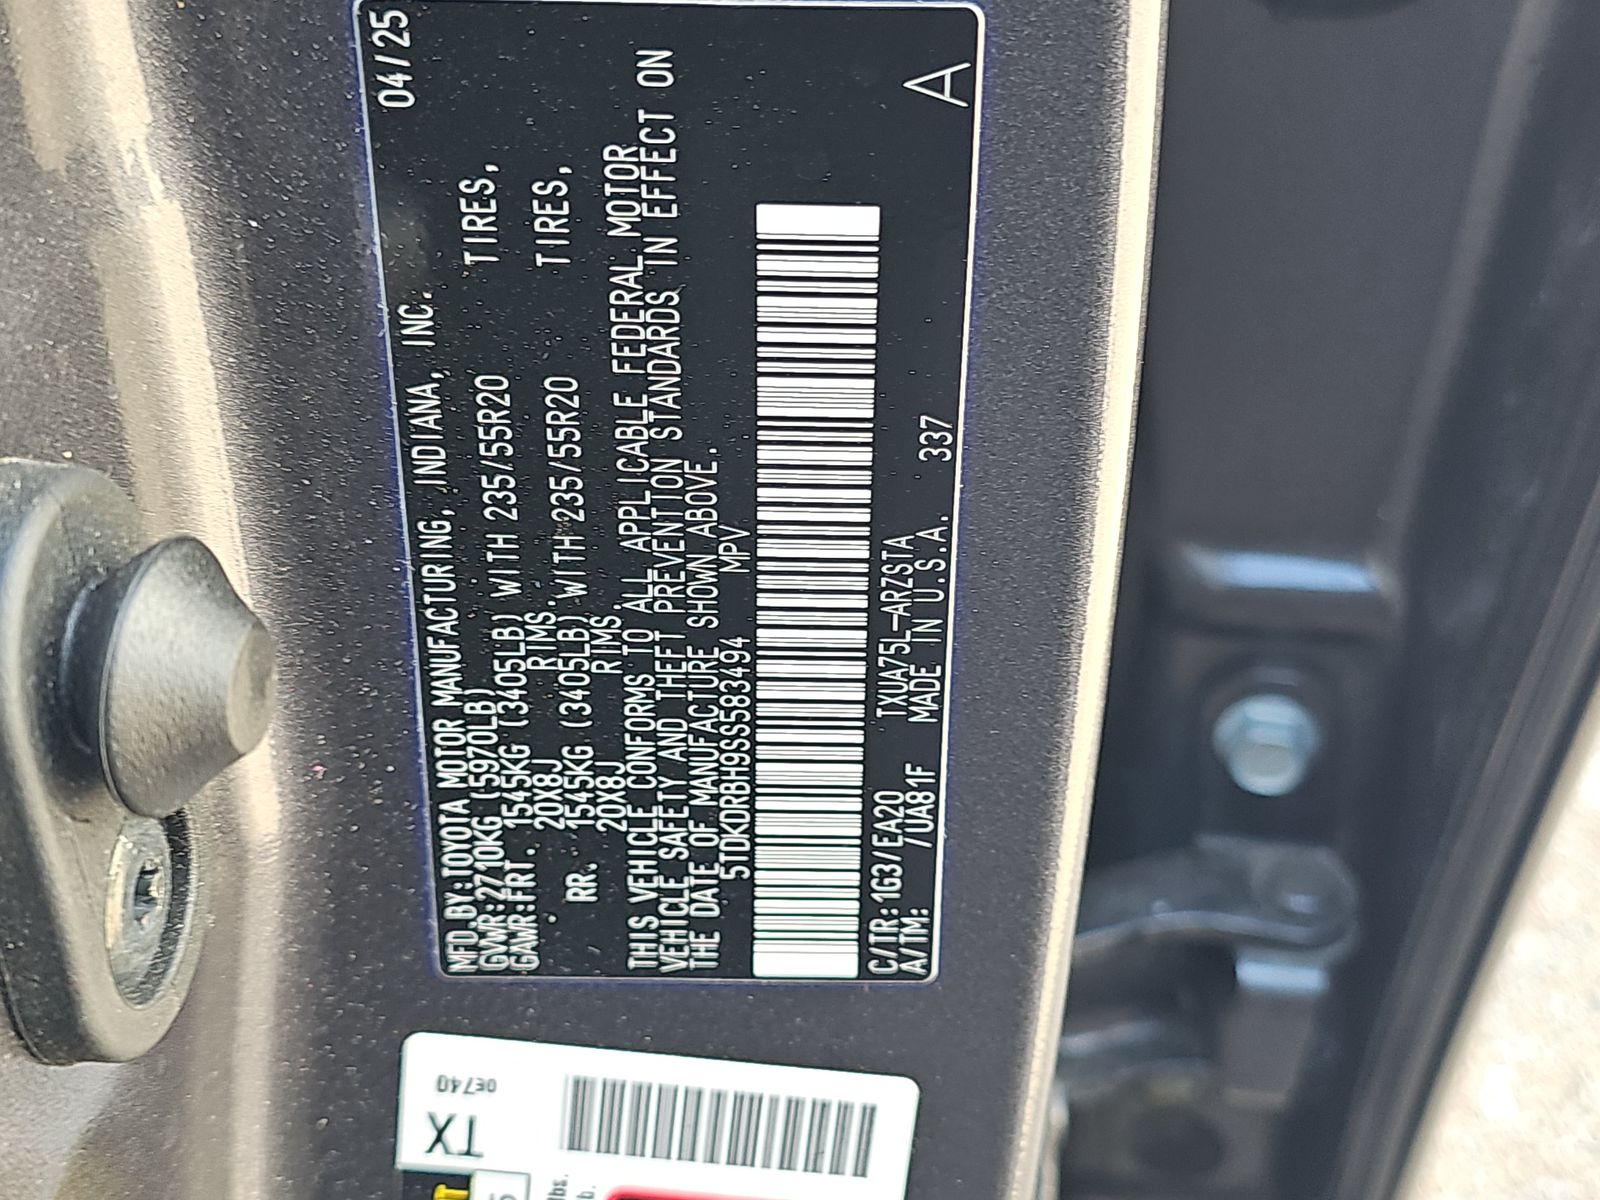 MFD.BY:TOYOTA MOTOR MANUFACTURING, INDIANA, INC. 04/25
GVWR:2710KG (5970LB)
GAWR:FRT. 1545KG (3405LB) WITH 235/55R20 TIRES,
20X8J RIMS.
RR. 1545KG (3405LB) WITH 235/55R20 TIRES,
20X8J RIMS.
THIS VEHICLE CONFORMS TO ALL APPLICABLE FEDERAL MOTOR
VEHICLE SAFETY AND THEFT PREVENTION STANDARDS IN EFFECT ON
THE DATE OF MANUFACTURE SHOWN ABOVE.
5TDKDRBH9SS583494 MPV
C/TR:1G3/EA20 TXUA75L-ARZSTA
A/TM: /UA81F MADE IN U.S.A. 337
A
TX
0E740
lbs.